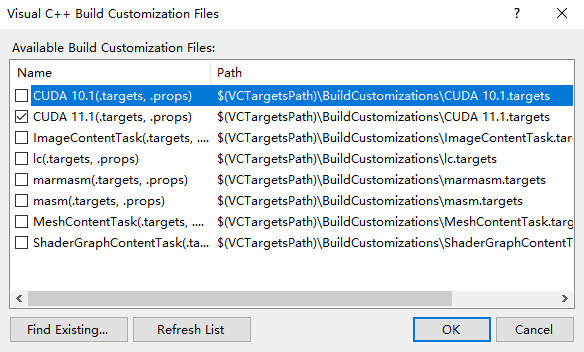 Visual C++ Build Customization Files
Available Build Customization Files:
Name Path
CUDA 10.1(.targets, .props) $(VCTargetsPath)\BuildCustomizations\CUDA 10.1.targets
CUDA 11.1(.targets, .props) $(VCTargetsPath)\BuildCustomizations\CUDA 11.1.targets
ImageContentTask(.targets, .... $(VCTargetsPath)\BuildCustomizations\ImageContentTask.tar
lc(.targets, .props) $(VCTargetsPath)\BuildCustomizations\lc.targets
marmasm(.targets, .props) $(VCTargetsPath)\BuildCustomizations\marmasm.targets
masm(.targets, .props) $(VCTargetsPath)\BuildCustomizations\masm.targets
MeshContentTask(.targets, .... $(VCTargetsPath)\BuildCustomizations\MeshContentTask.targ
ShaderGraphContentTask(.ta... $(VCTargetsPath)\BuildCustomizations\ShaderGraphContentT
Find Existing... Refresh List OK Cancel